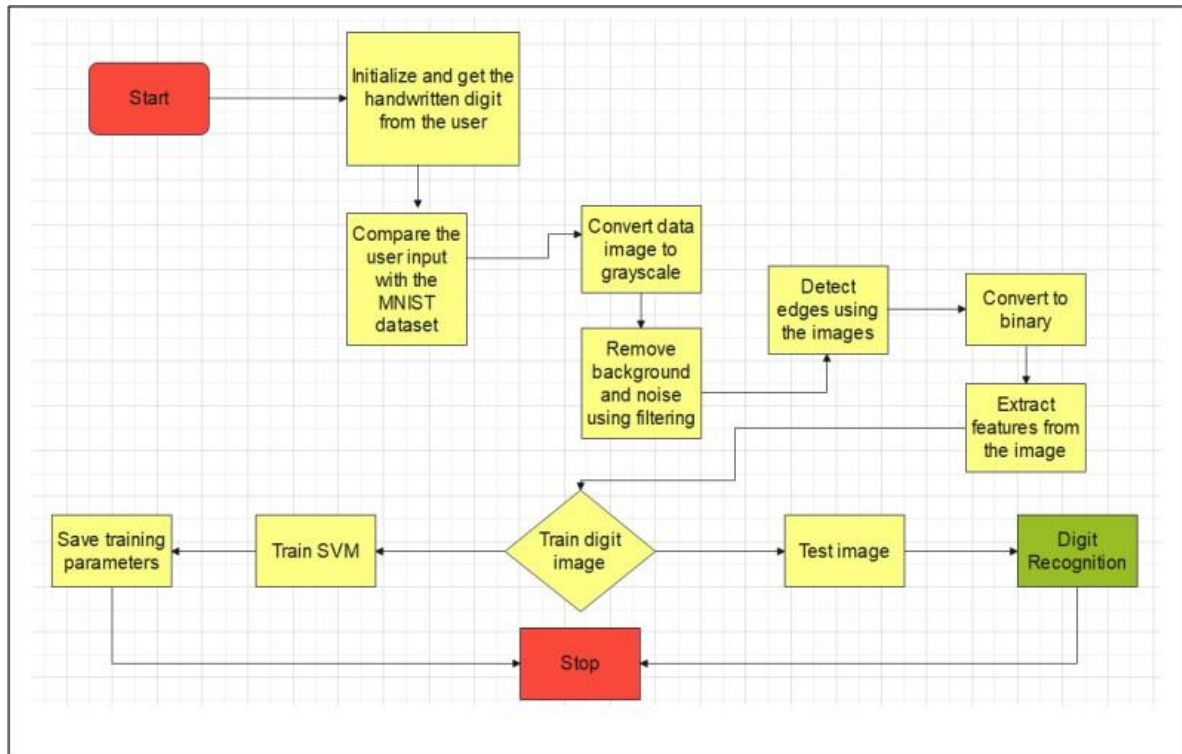 Start
Initialize and get the
handwritten digit
from the user
Compare the
user input
with the
MNIST
dataset
Convert data
image to
grayscale
Remove
background
and noise
using filtering
Detect
edges using
the images
Convert to
binary
Extract
features from
the image
Train digit
image
Train SVM
Save training
parameters
Test image
Digit
Recognition
Stop